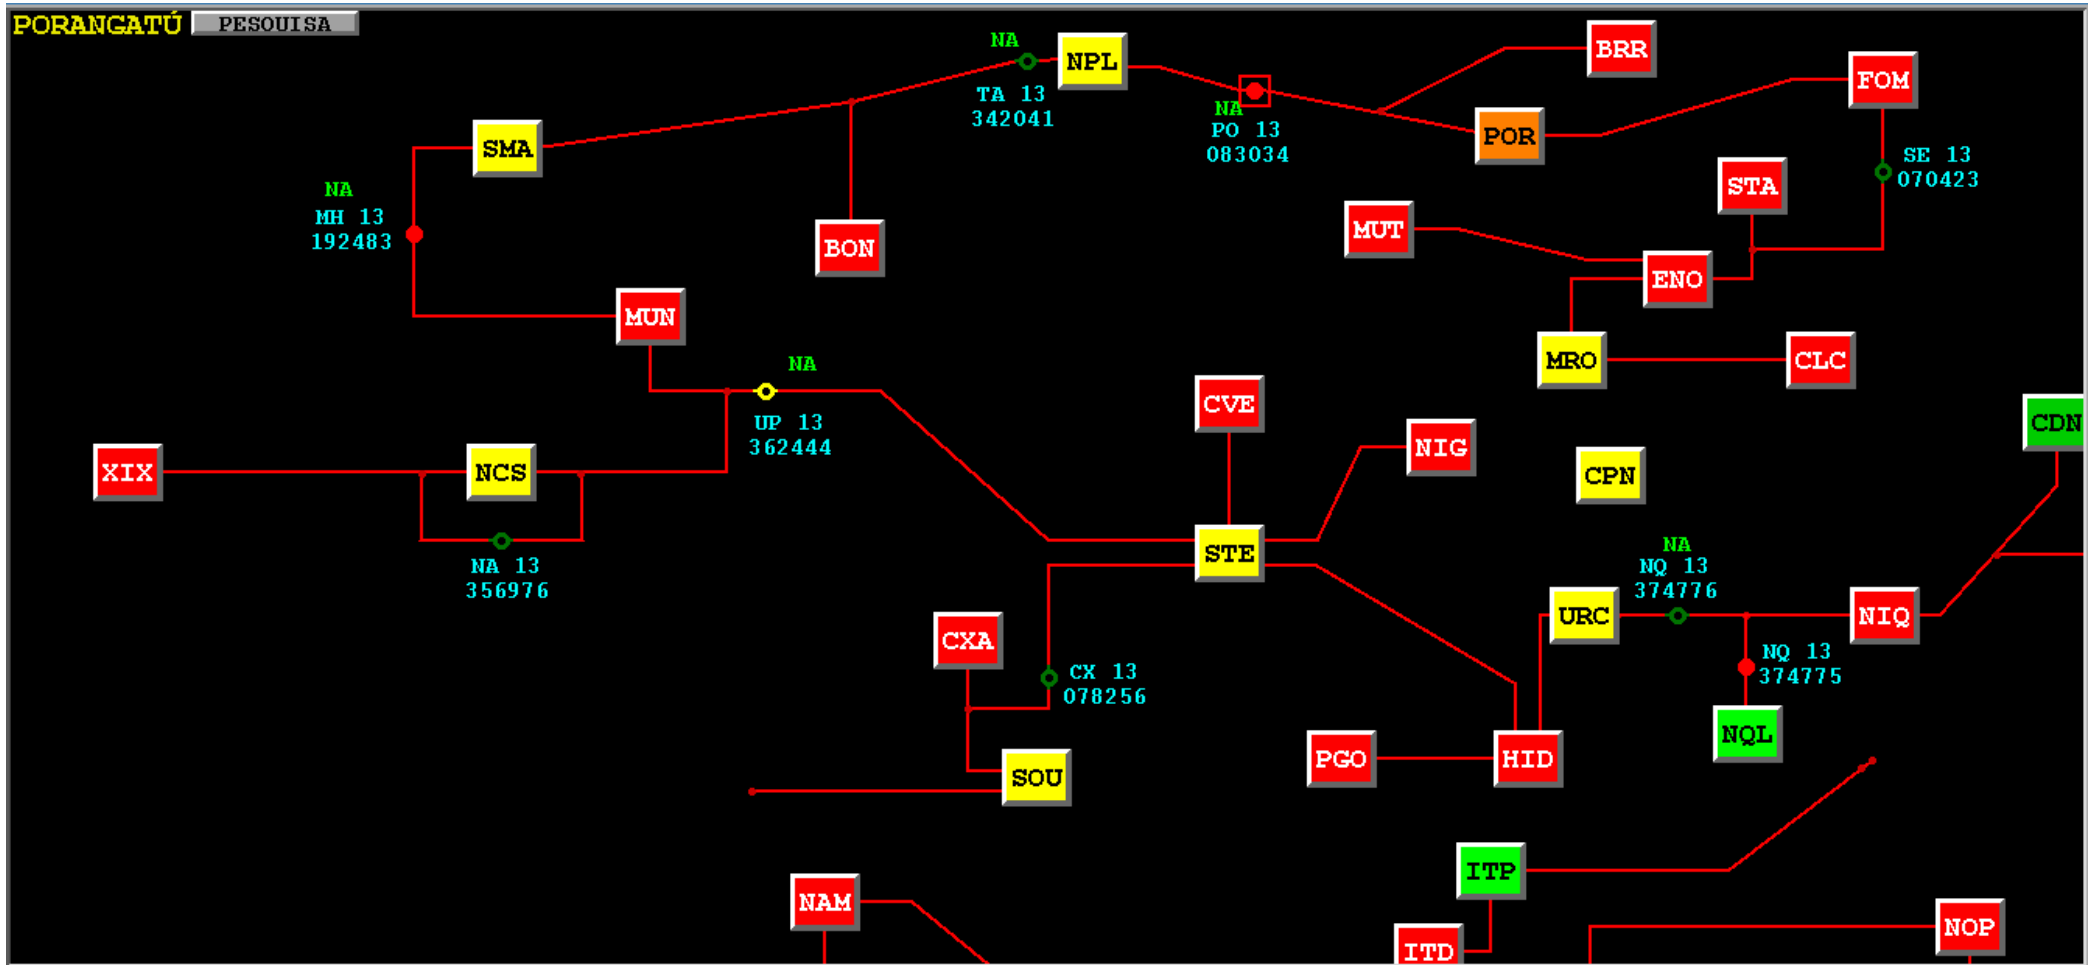 PORANGATÚ PESQUISA
NA
NPL
BRR
FOM
TA 13
342041
NA
PO 13
083034
POR
SMA
SE 13
070423
STA
NA
MH 13
192483
MUT
BON
ENO
MUN
MRO
CLC
NA
UP 13
362444
CVE
CDN
NIG
XIX
NCS
CPN
STE
NA
NQ 13
374776
NA 13
356976
URC
NIQ
CXA
CX 13
078256
NQ 13
374775
NQL
PGO
HID
SOU
ITP
NAM
NOP
ITD